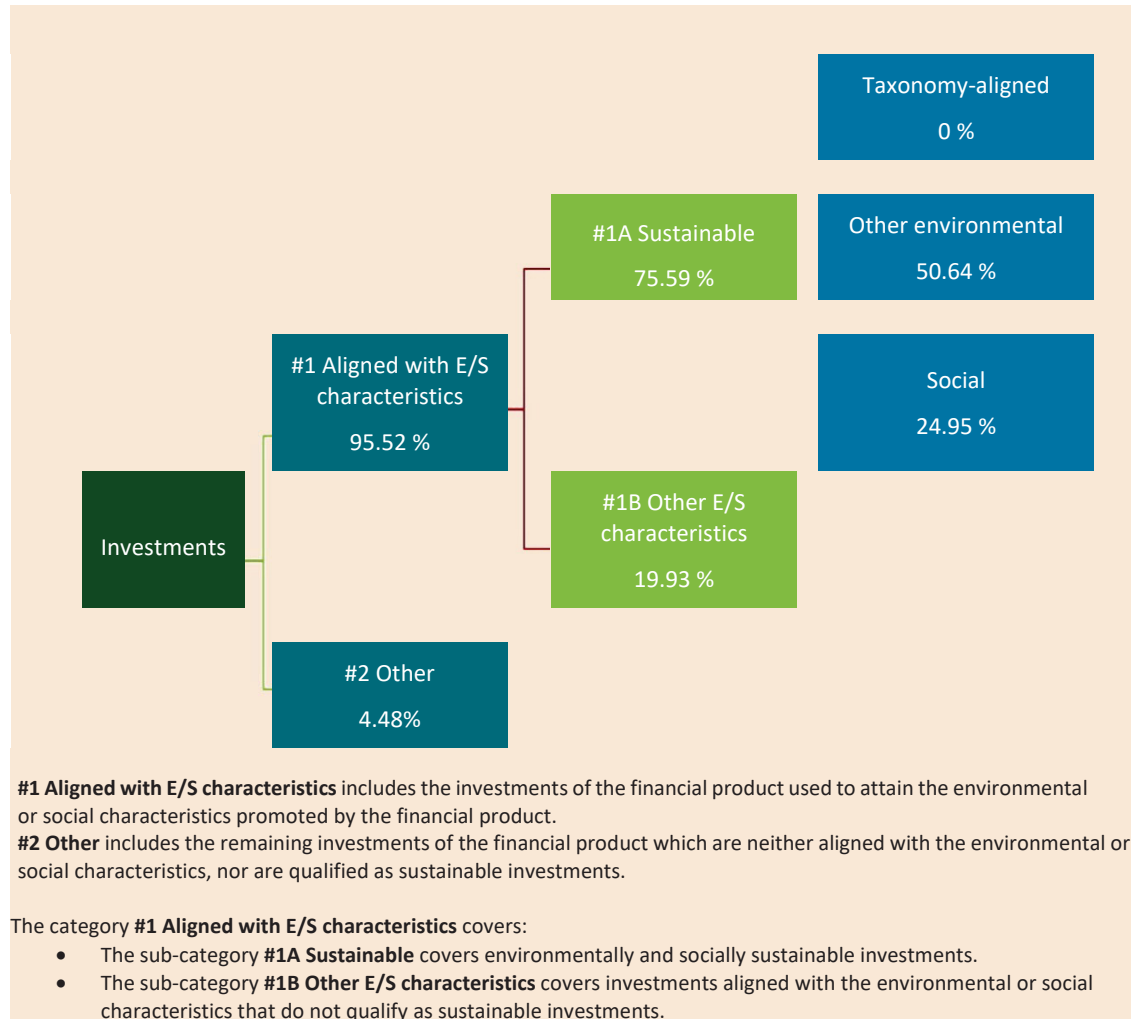 Taxonomy-aligned
0 %
#1A Sustainable
75.59 %
Other environmental
50.64 %
#1 Aligned with E/S
characteristics
95.52 %
Social
24.95 %
Investments
#1B Other E/S
characteristics
19.93 %
#2 Other
4.48%
#1 Aligned with E/S characteristics includes the investments of the financial product used to attain the environmental
or social characteristics promoted by the financial product.
#2 Other includes the remaining investments of the financial product which are neither aligned with the environmental or
social characteristics, nor are qualified as sustainable investments.
The category #1 Aligned with E/S characteristics covers:
• The sub-category #1A Sustainable covers environmentally and socially sustainable investments.
• The sub-category #1B Other E/S characteristics covers investments aligned with the environmental or social
characteristics that do not qualify as sustainable investments.